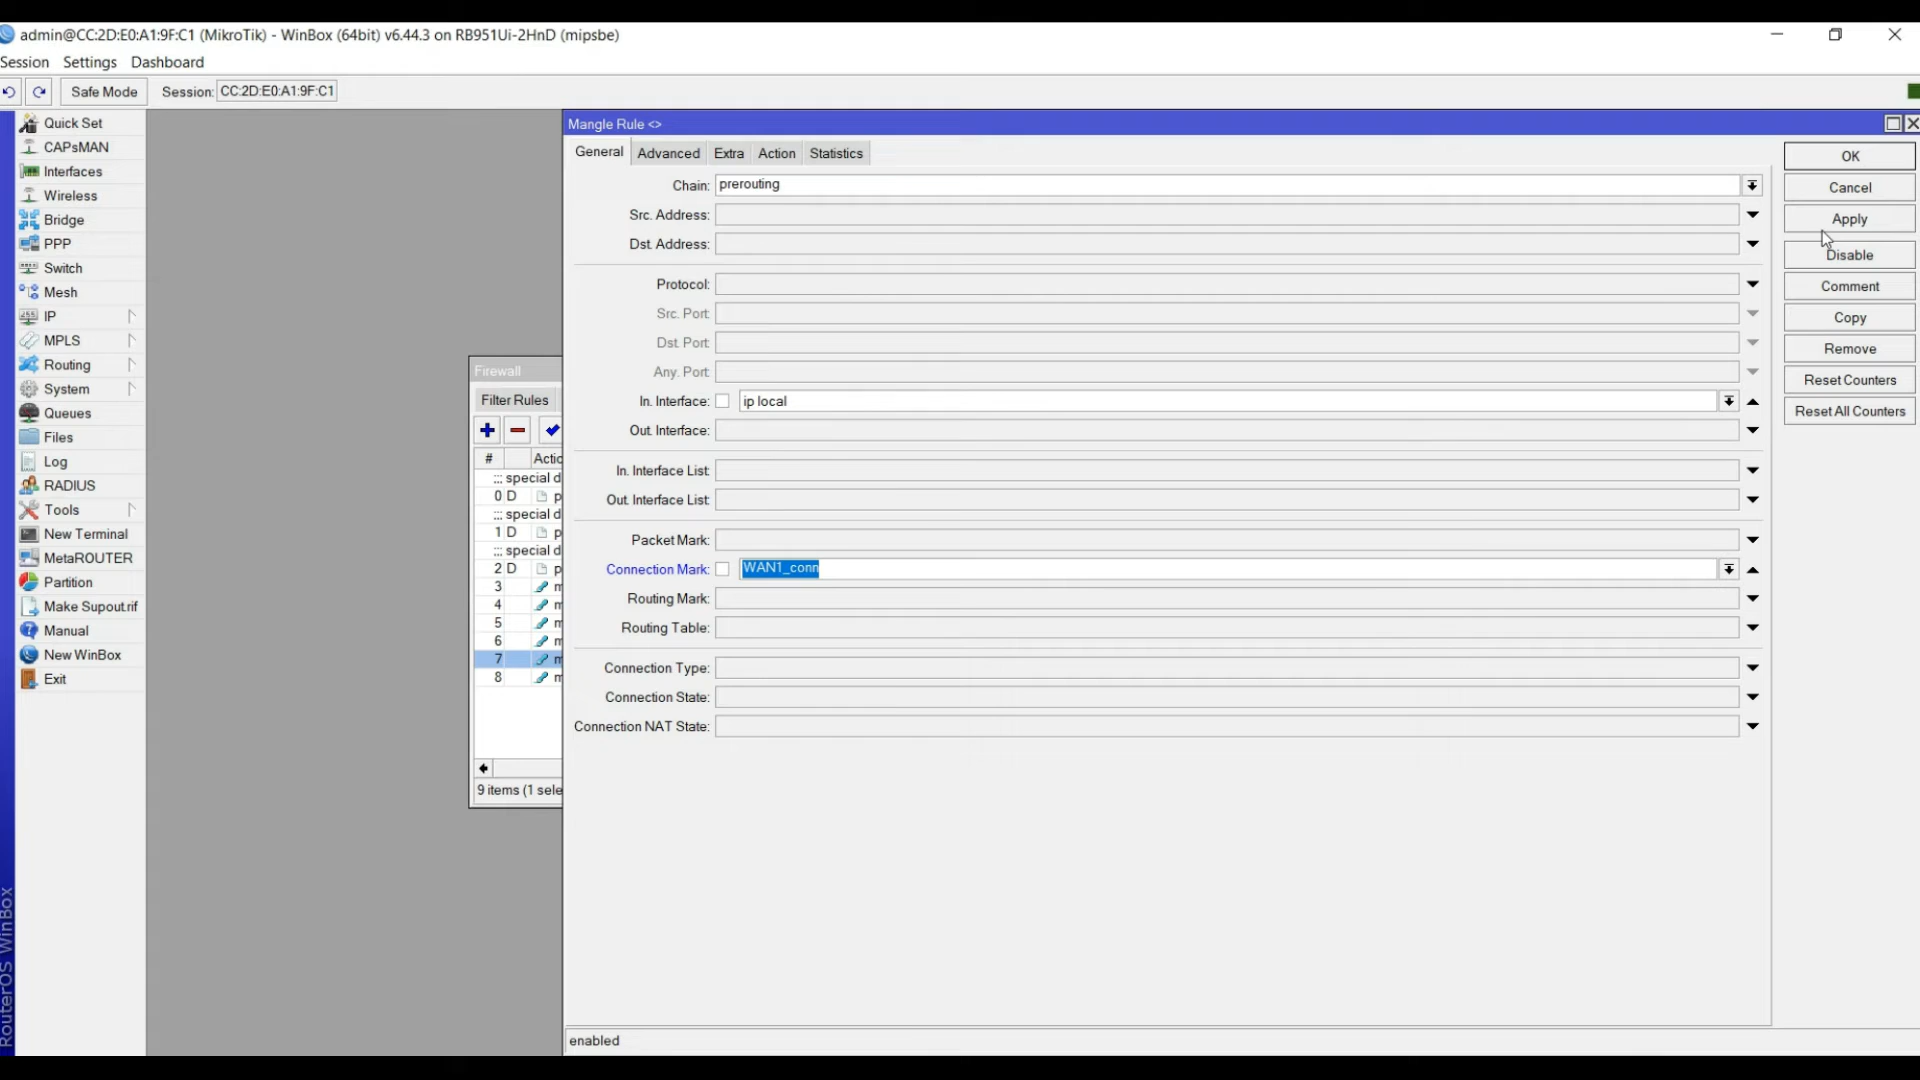 admin@CC:2D:E0:A1:9F:C1 (MikroTik) - WinBox (64bit) v6.44.3 on RB951Ui-2HnD (mipsbe)
Session Settings Dashboard
Safe Mode Session: CC:2D:E0:A1:9F:C1
Quick Set
CAPsMAN
Interfaces
Wireless
Bridge
PPP
Switch
Mesh
IP
MPLS
Routing
System
Queues
Files
Log
RADIUS
Tools
New Terminal
MetaROUTER
Partition
Make Supout.rif
Manual
New WinBox
Exit
RouterOS WinBox
Firewall
Filter Rules
# Actio
::: special d
0 D p
::: special d
1 D p
::: special d
2 D p
3 m
4 m
5 m
6 m
7 m
8 m
9 items (1 sele
Mangle Rule <>
General Advanced Extra Action Statistics
Chain: prerouting
Src. Address:
Dst. Address:
Protocol:
Src. Port:
Dst. Port:
Any. Port:
In. Interface: ip local
Out. Interface:
In. Interface List:
Out. Interface List:
Packet Mark:
Connection Mark: WAN1_conn
Routing Mark:
Routing Table:
Connection Type:
Connection State:
Connection NAT State:
enabled
OK
Cancel
Apply
Disable
Comment
Copy
Remove
Reset Counters
Reset All Counters